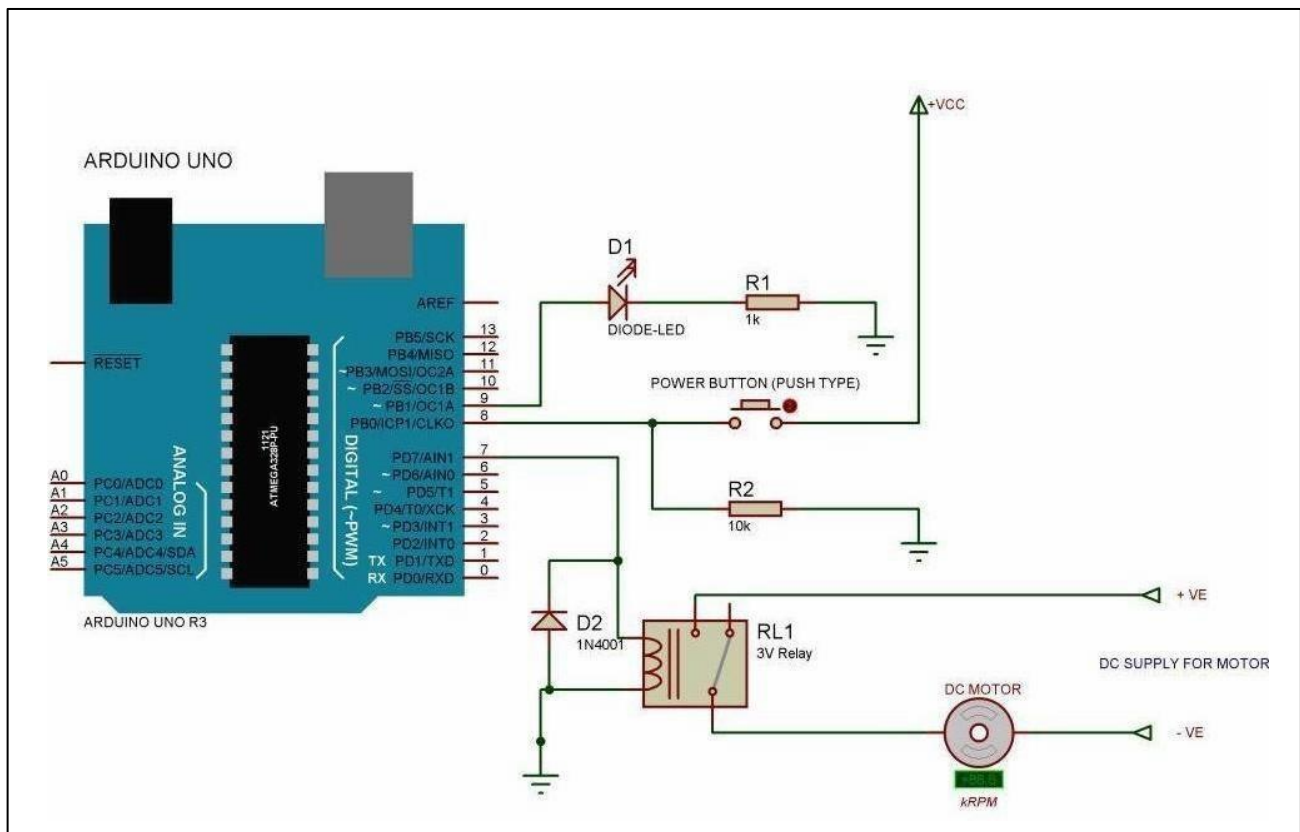 +VCC
ARDUINO UNO
D1
R1
1k
DIODE-LED
AREF
RESET
13
PB5/SCK
12
PB4/MISO
11
~PB3/MOSI/OC2A
10
~ PB2/SS/OC1B
9
~ PB1/OC1A
8
PB0/ICP1/CLKO
7
PD7/AIN1
6
~PD6/AIN0
5
~ PD5/T1
4
PD4/T0/XCK
3
~PD3/INT1
2
PD2/INT0
1
TX PD1/TXD
0
RX PD0/RXD
DIGITAL (~PWM)
1121
ATMEGA328P-PU
ANALOG IN
A0
PC0/ADC0
A1
PC1/ADC1
A2
PC2/ADC2
A3
PC3/ADC3
A4
PC4/ADC4/SDA
A5
PC5/ADC5/SCL
ARDUINO UNO R3
POWER BUTTON (PUSH TYPE)
R2
10k
D2
1N4001
RL1
3V Relay
+ VE
DC SUPPLY FOR MOTOR
DC MOTOR
- VE
kRPM